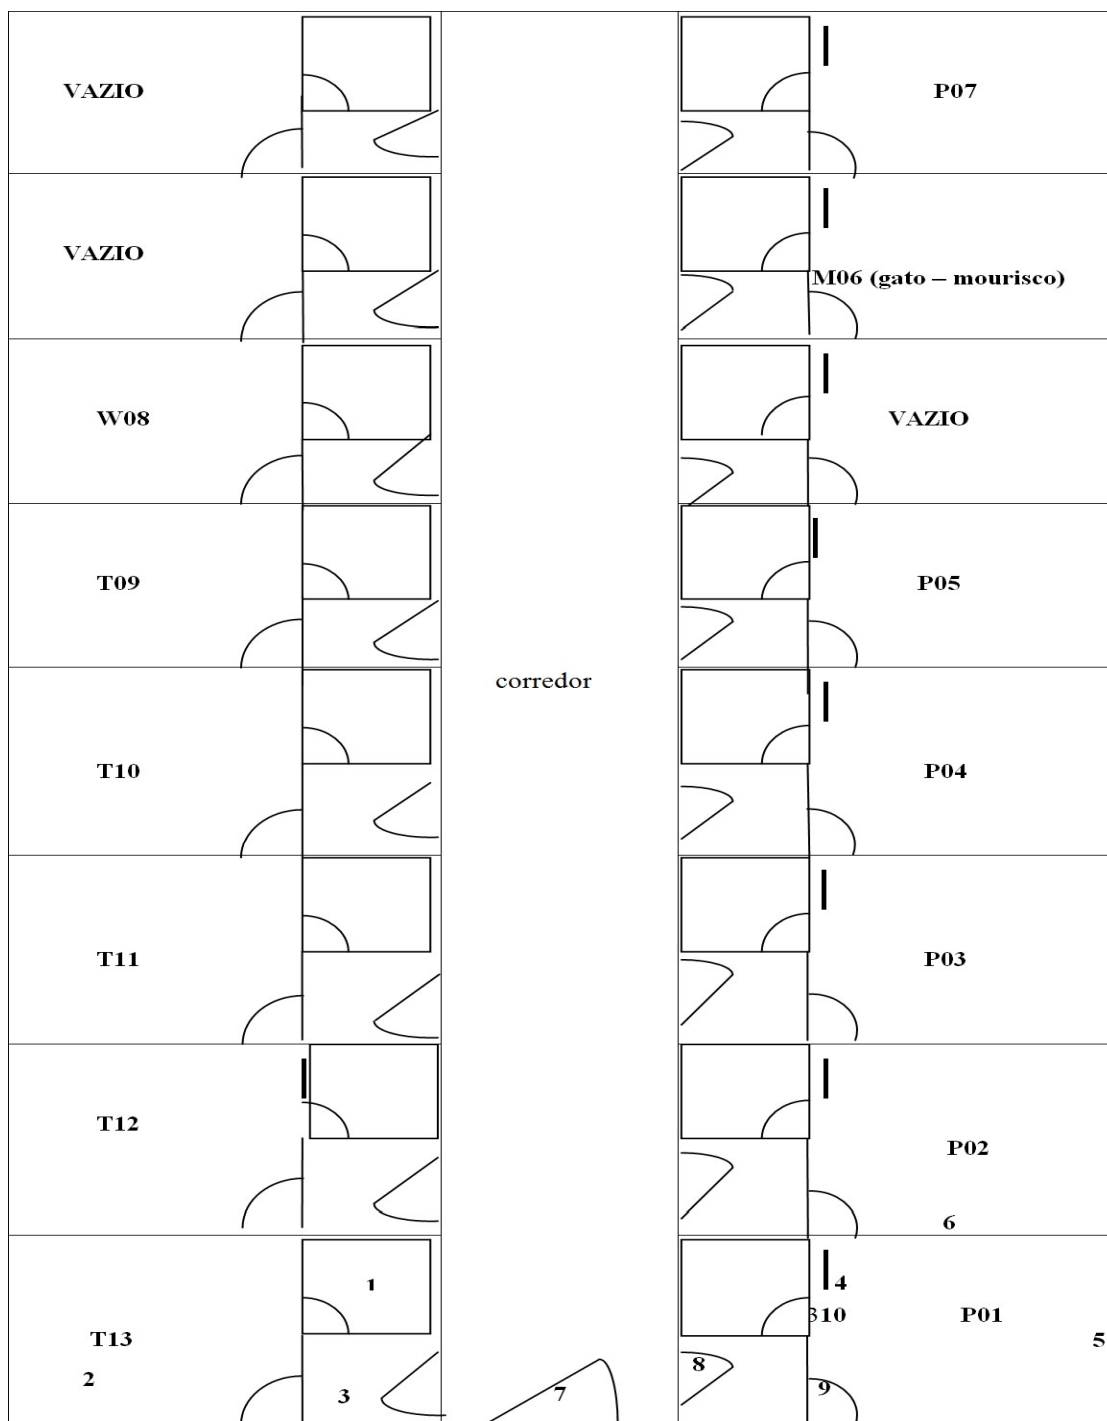 VAZIO
P07
VAZIO
M06 (gato – mourisco)
W08
VAZIO
T09
P05
corredor
T10
P04
T11
P03
T12
P02
6
1
4
310
P01
T13
5
2
8
3
7
9